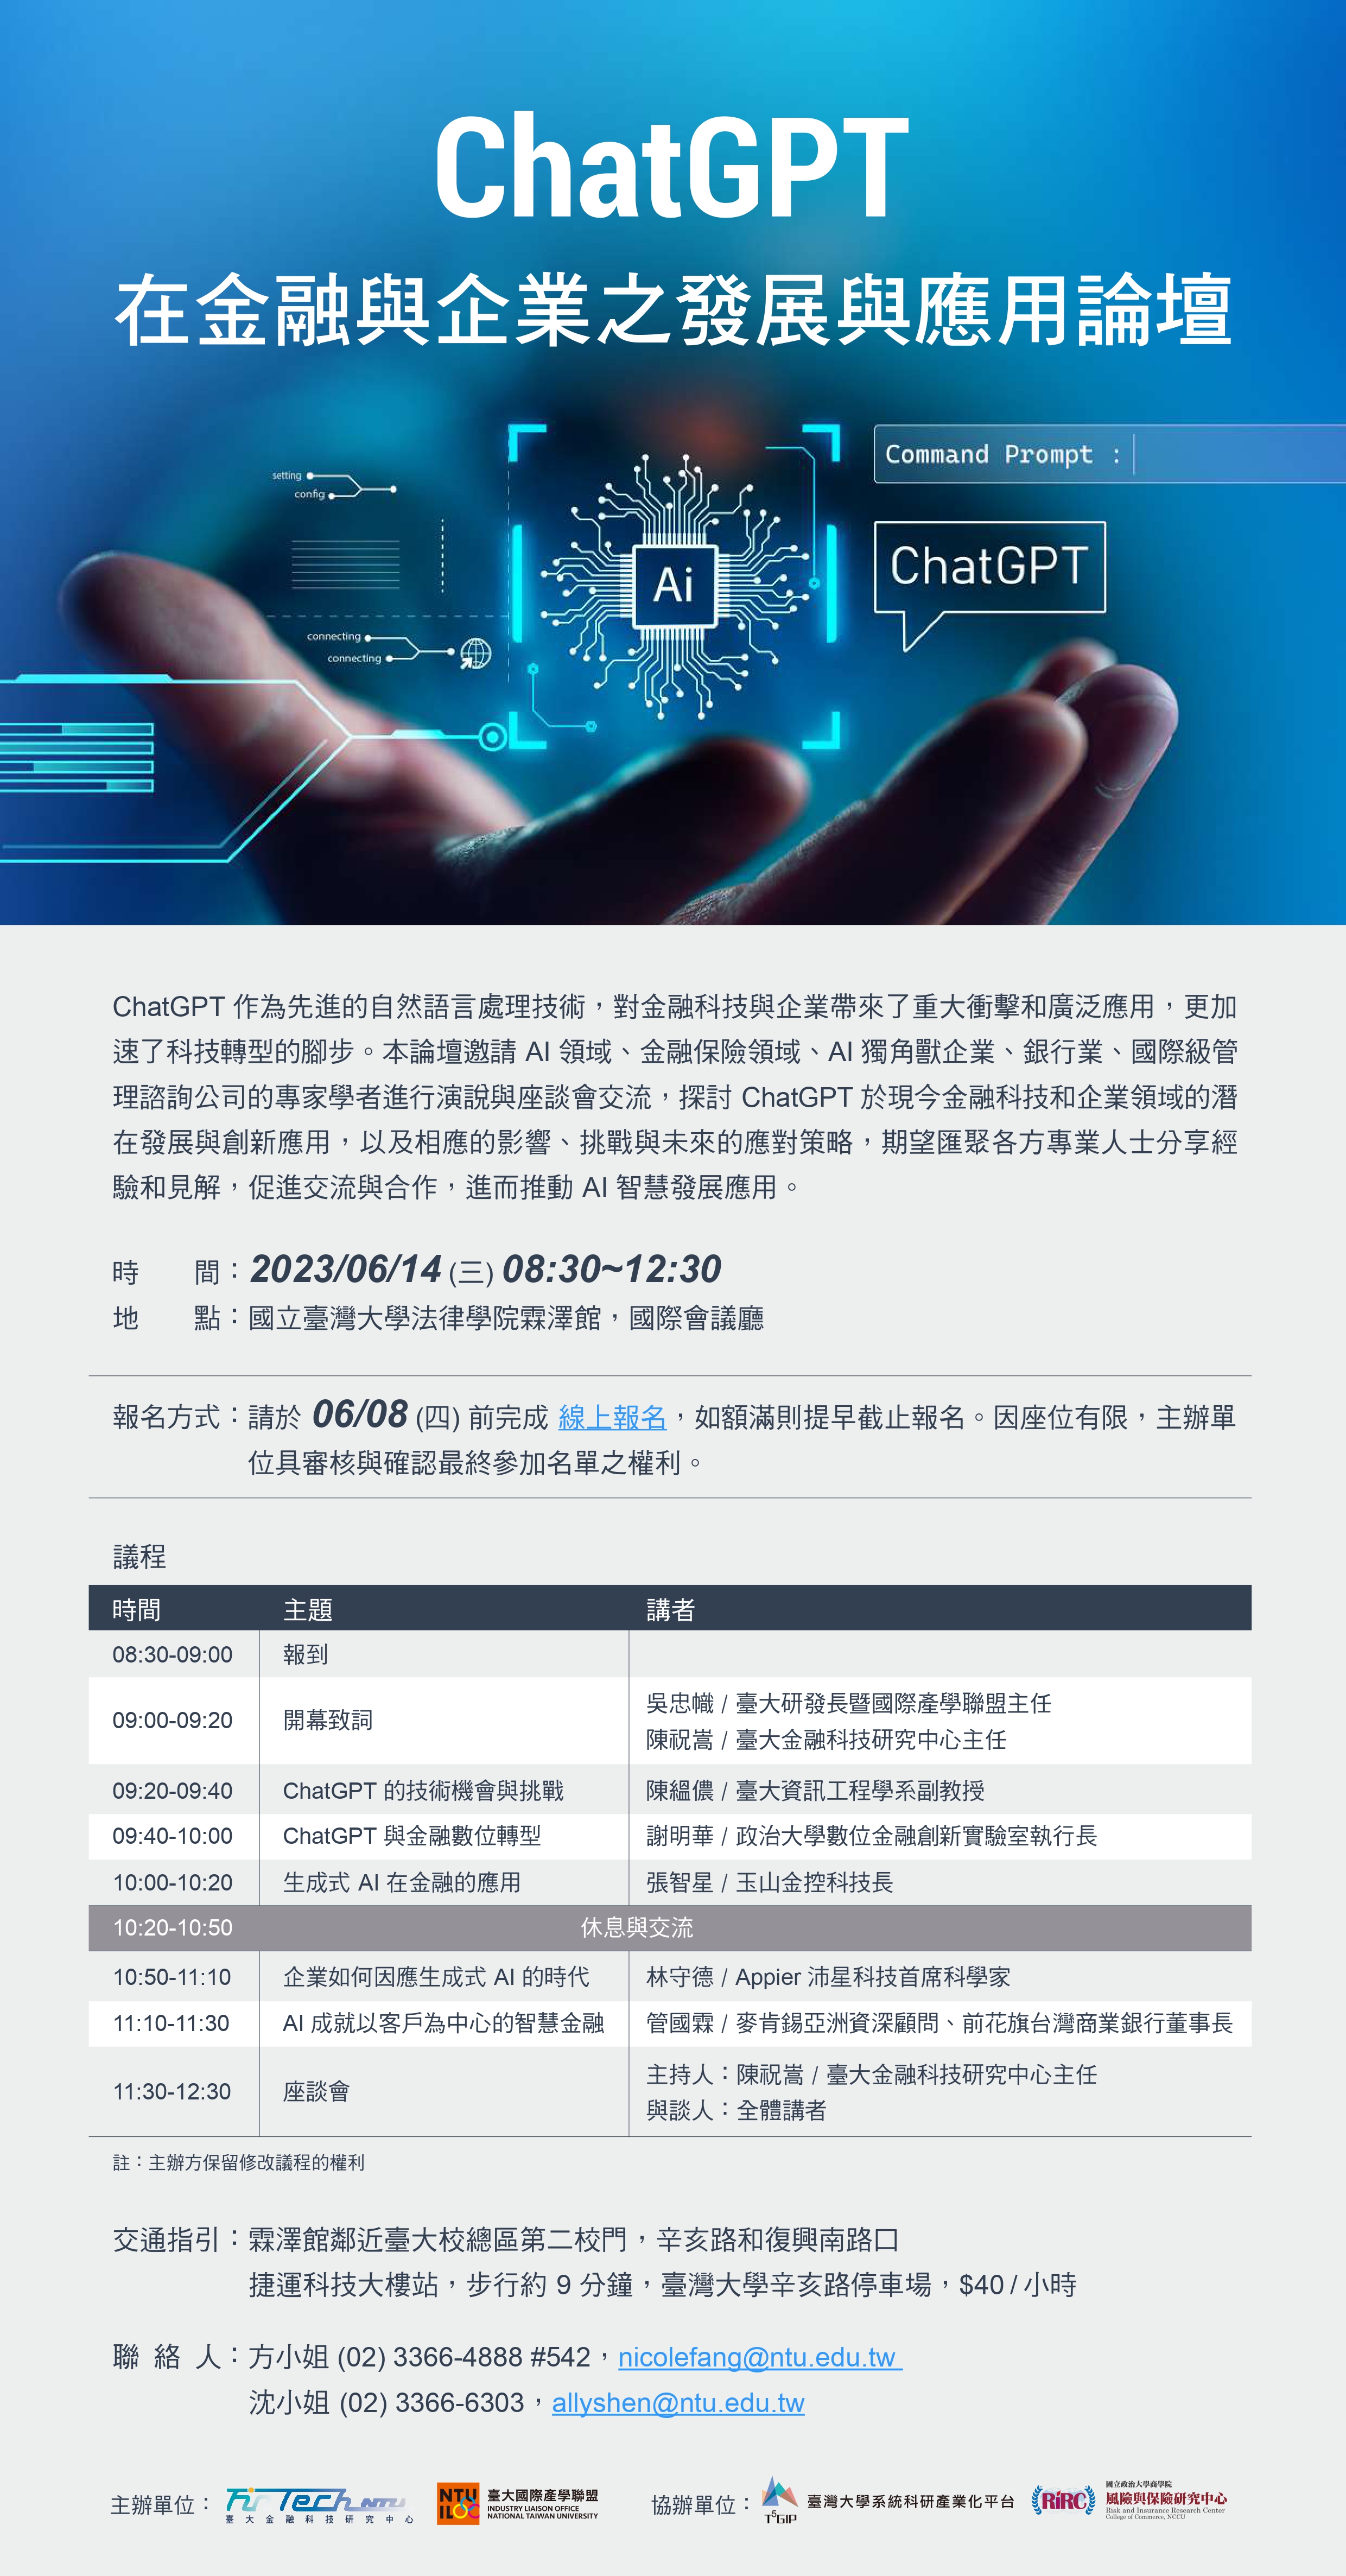 ChatGPT
在金融與企業之發展與應用論壇
Command Prompt :
setting
config
Ai
ChatGPT
connecting
connecting
ChatGPT 作為先進的自然語言處理技術，對金融科技與企業帶來了重大衝擊和廣泛應用，更加
速了科技轉型的腳步。本論壇邀請 AI 領域、金融保險領域、AI 獨角獸企業、銀行業、國際級管
理諮詢公司的專家學者進行演說與座談會交流，探討 ChatGPT 於現今金融科技和企業領域的潛
在發展與創新應用，以及相應的影響、挑戰與未來的應對策略，期望匯聚各方專業人士分享經
驗和見解，促進交流與合作，進而推動 AI 智慧發展應用。
時　　間：2023/06/14 (三) 08:30~12:30
地　　點：國立臺灣大學法律學院霖澤館，國際會議廳
報名方式：請於 06/08 (四) 前完成 線上報名，如額滿則提早截止報名。因座位有限，主辦單
位具審核與確認最終參加名單之權利。
議程
時間 主題 講者
08:30-09:00 報到
09:00-09:20 開幕致詞 吳忠幟 / 臺大研發長暨國際產學聯盟主任
陳祝嵩 / 臺大金融科技研究中心主任
09:20-09:40 ChatGPT 的技術機會與挑戰 陳縕儂 / 臺大資訊工程學系副教授
09:40-10:00 ChatGPT 與金融數位轉型 謝明華 / 政治大學數位金融創新實驗室執行長
10:00-10:20 生成式 AI 在金融的應用 張智星 / 玉山金控科技長
10:20-10:50 休息與交流
10:50-11:10 企業如何因應生成式 AI 的時代 林守德 / Appier 沛星科技首席科學家
11:10-11:30 AI 成就以客戶為中心的智慧金融 管國霖 / 麥肯錫亞洲資深顧問、前花旗台灣商業銀行董事長
11:30-12:30 座談會 主持人：陳祝嵩 / 臺大金融科技研究中心主任
與談人：全體講者
註：主辦方保留修改議程的權利
交通指引：霖澤館鄰近臺大校總區第二校門，辛亥路和復興南路口
捷運科技大樓站，步行約 9 分鐘，臺灣大學辛亥路停車場，$40 / 小時
聯 絡 人：方小姐 (02) 3366-4888 #542，nicolefang@ntu.edu.tw
沈小姐 (02) 3366-6303，allyshen@ntu.edu.tw
主辦單位：
FinTech NTU
臺大金融科技研究中心
NTU
ILO
臺大國際產學聯盟
INDUSTRY LIAISON OFFICE
NATIONAL TAIWAN UNIVERSITY
協辦單位：
T⁵GIP
臺灣大學系統科研產業化平台
RiRC
國立政治大學商學院
風險與保險研究中心
Risk and Insurance Research Center
College of Commerce, NCCU